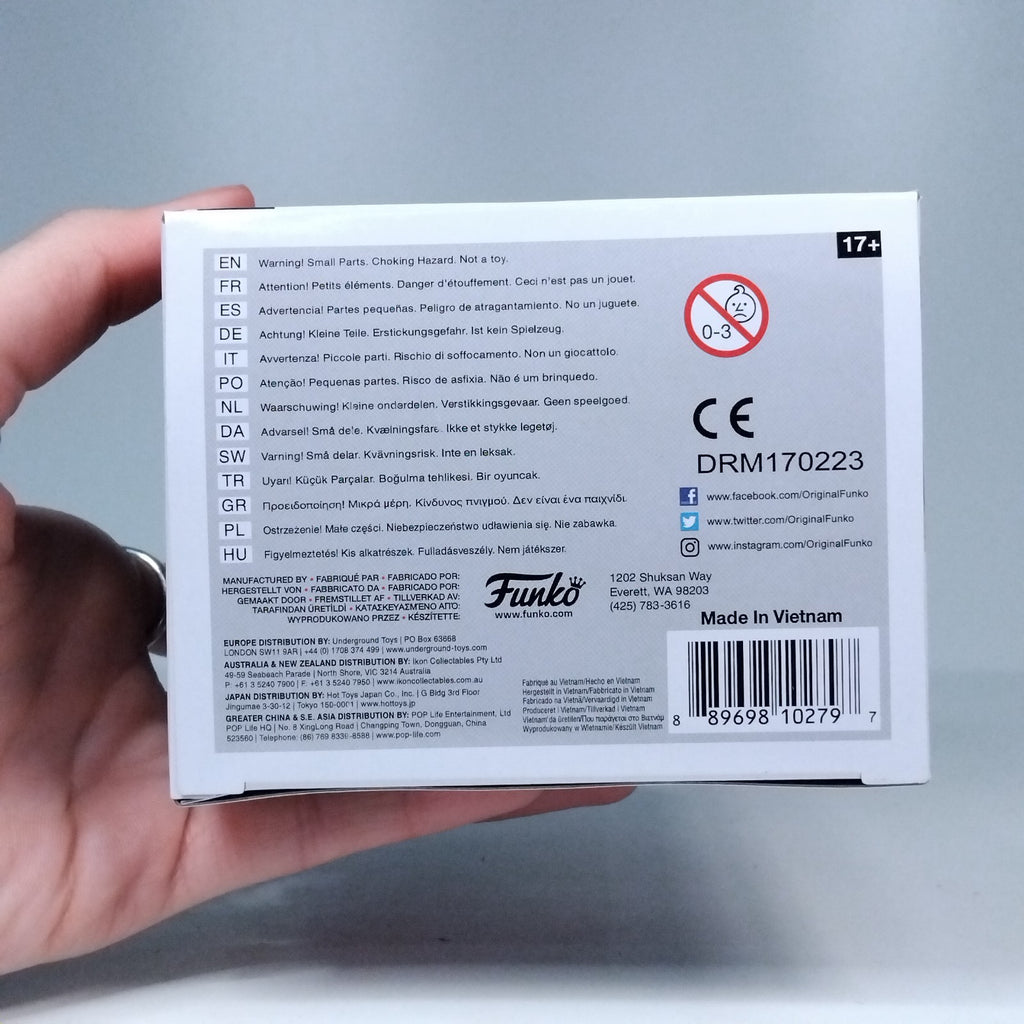 17+
EN Warning! Small Parts. Choking Hazard. Not a toy.
FR Attention! Petits éléments. Danger d'étouffement. Ceci n'est pas un jouet.
ES Advertencia! Partes pequeñas. Peligro de atragantamiento. No un juguete.
DE Achtung! Kleine Teile. Erstickungsgefahr. Ist kein Spielzeug.
IT Avvertenza! Piccole parti. Rischio di soffocamento. Non un giocattolo.
PO Atenção! Pequenas partes. Risco de asfixia. Não é um brinquedo.
NL Waarschuwing! Kleine onderdelen. Verstikkingsgevaar. Geen speelgoed.
DA Advarsel! Små dele. Kvælningsfare. Ikke et stykke legetøj.
SW Varning! Små delar. Kvävningsrisk. Inte en leksak.
TR Uyarı! Küçük Parçalar. Boğulma tehlikesi. Bir oyuncak.
GR Προειδοποίηση! Μικρά μέρη. Κίνδυνος πνιγμού. Δεν είναι ένα παιχνίδι.
PL Ostrzeżenie! Małe części. Niebezpieczeństwo udławienia się. Nie zabawka.
HU Figyelmeztetés! Kis alkatrészek. Fulladásveszély. Nem játékszer.
0-3
CE
DRM170223
www.facebook.com/OriginalFunko
www.twitter.com/OriginalFunko
www.instagram.com/OriginalFunko
MANUFACTURED BY • FABRIQUÉ PAR • FABRICADO POR:
HERGESTELLT VON • FABBRICATO DA • FABRICADO POR:
GEMAAKT DOOR • FREMSTILLET AF • TILLVERKAD AV:
TARAFINDAN ÜRETİLDİ • ΚΑΤΑΣΚΕΥΑΖΜΕΝΟ ΑΠΟ:
WYPRODUKOWANO PRZEZ • KÉSZÍTETTE:
Funko
www.funko.com
1202 Shuksan Way
Everett, WA 98203
(425) 783-3616
Made In Vietnam
EUROPE DISTRIBUTION BY: Underground Toys | PO Box 63668
LONDON SW11 9AR | +44 (0) 1708 374 499 | www.underground-toys.com
AUSTRALIA & NEW ZEALAND DISTRIBUTION BY: Ikon Collectables Pty Ltd
49-59 Seabeach Parade | North Shore, VIC 3214 Australia
P. +61 3 5240 7900 | F. +61 3 5240 7950 | www.ikoncollectables.com.au
JAPAN DISTRIBUTION BY: Hot Toys Japan Co., Inc. | G Bldg 3rd Floor
Jingumae 3-30-12 | Tokyo 150-0001 | www.hottoys.jp
GREATER CHINA & S.E. ASIA DISTRIBUTION BY: POP Life Entertainment, Ltd
POP Life HQ | No. 8 XingLong Road | Changping Town, Dongguan, China
523560 | Telephone: (86) 769 8330-8588 | www.pop-life.com
Fabriqué au Vietnam/Hecho en Vietnam
Hergestellt in Vietnam/Fabbricato in Vietnam
Fabricado na Vietnã/Vervaardigd in Vietnam
Produceret i Vietnam/Tillverkad i Vietnam
Vietnam'da üretilen/Που παράγεται στο Βιετνάμ
Wyprodukowany w Wietnamie/Készült Vietnam
8 89698 10279 7